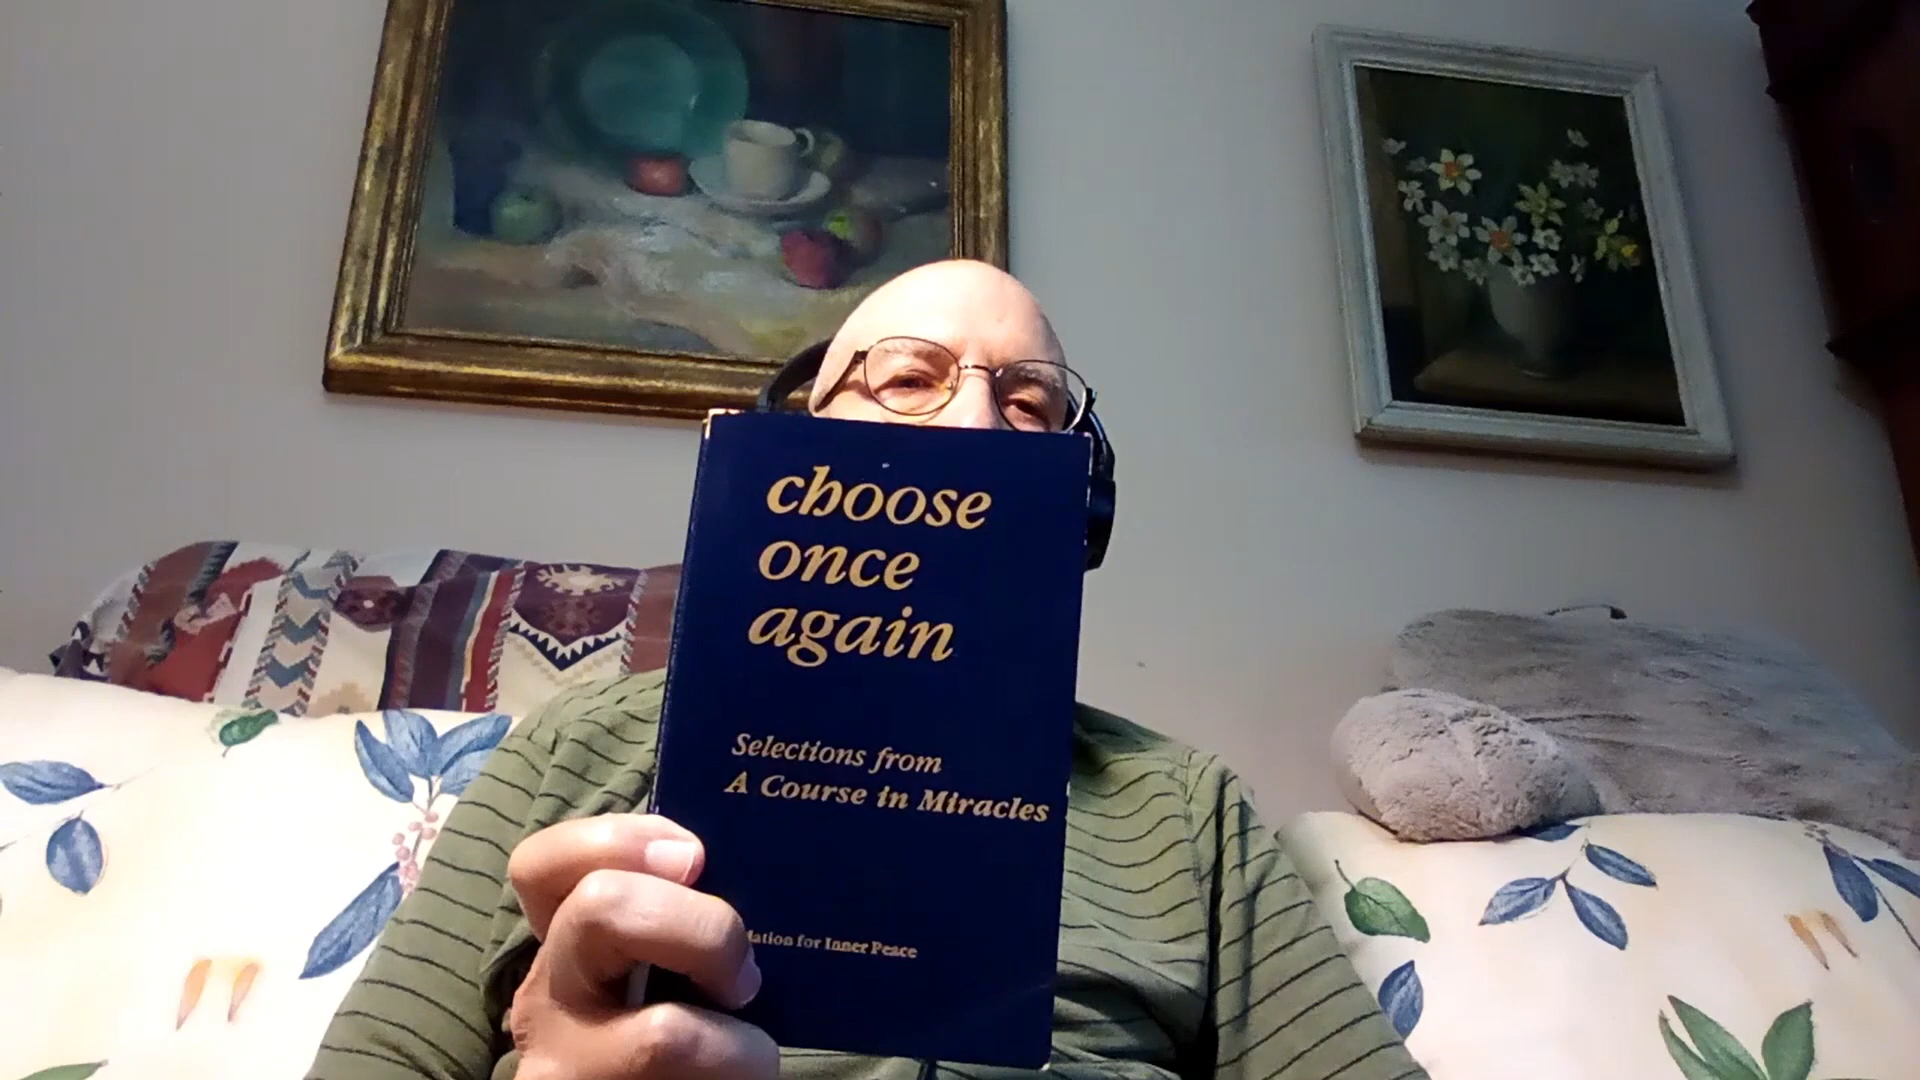 choose
once
again
Selections from
A Course in Miracles
dation for Inner Peace